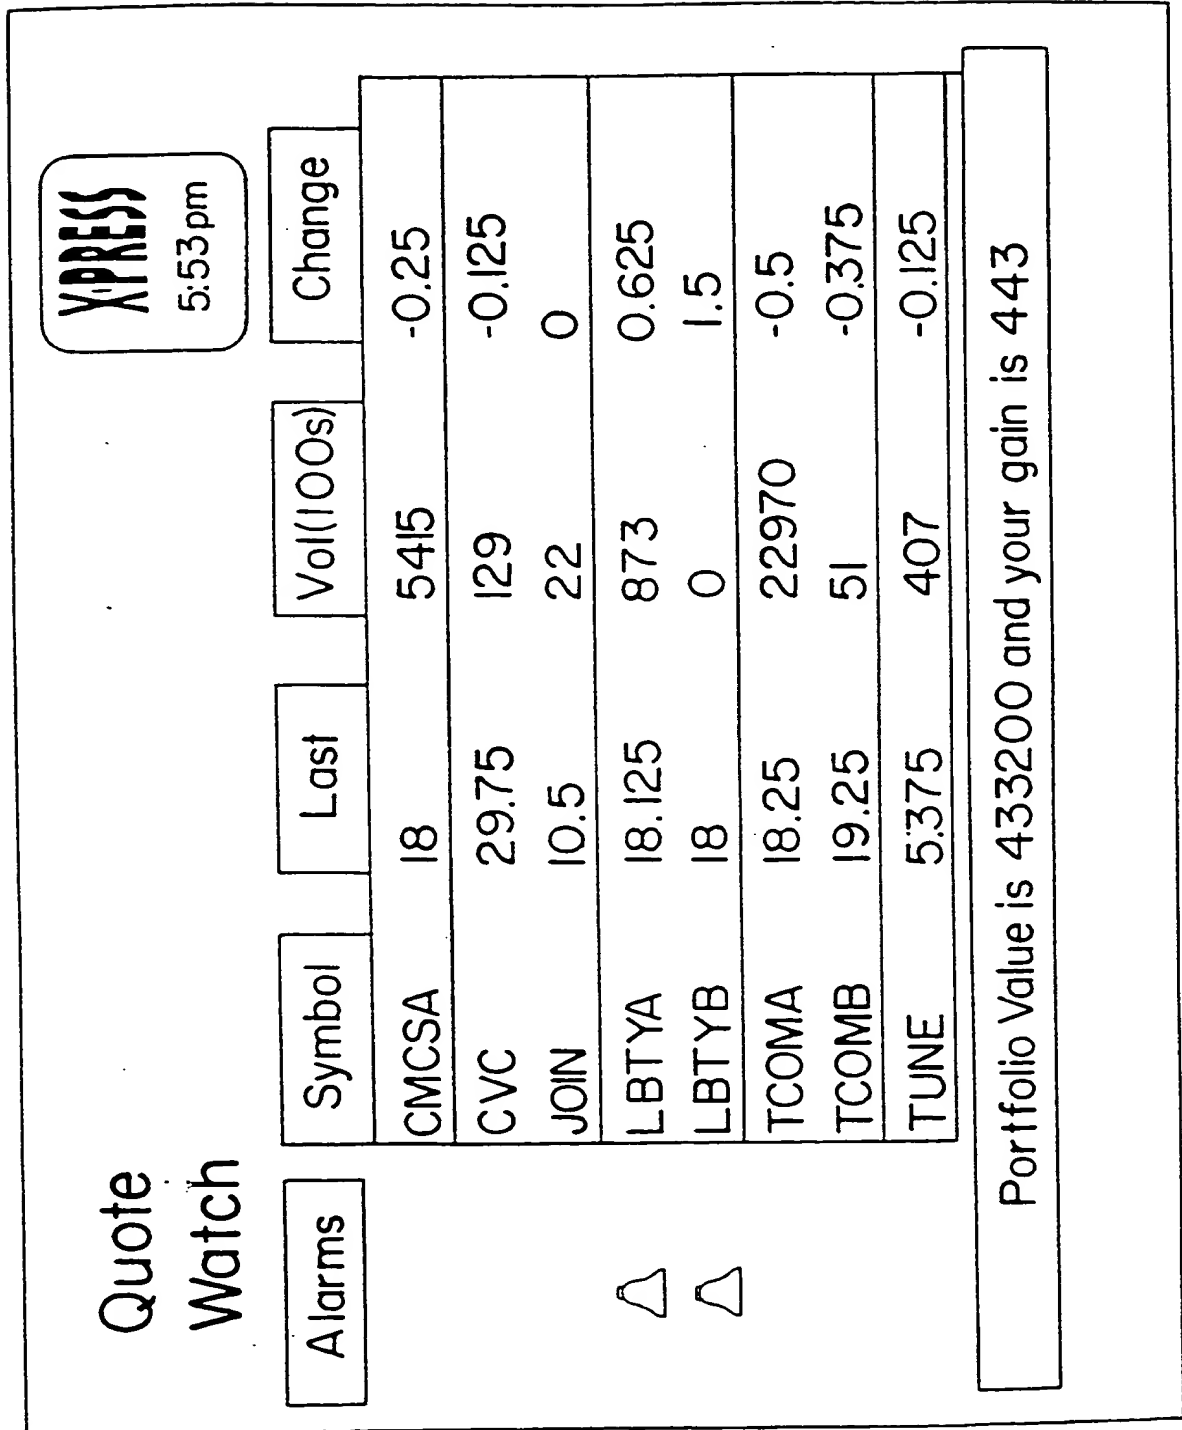 Quote
Watch
X·PRESS
5:53pm
Alarms Symbol Last Vol(100s) Change
CMCSA 18 5415 -0.25
CVC 29.75 129 -0.125
JOIN 10.5 22 0
LBTYA 18.125 873 0.625
LBTYB 18 0 1.5
TCOMA 18.25 22970 -0.5
TCOMB 19.25 51 -0.375
TUNE 5.375 407 -0.125
Portfolio Value is 433200 and your gain is 443